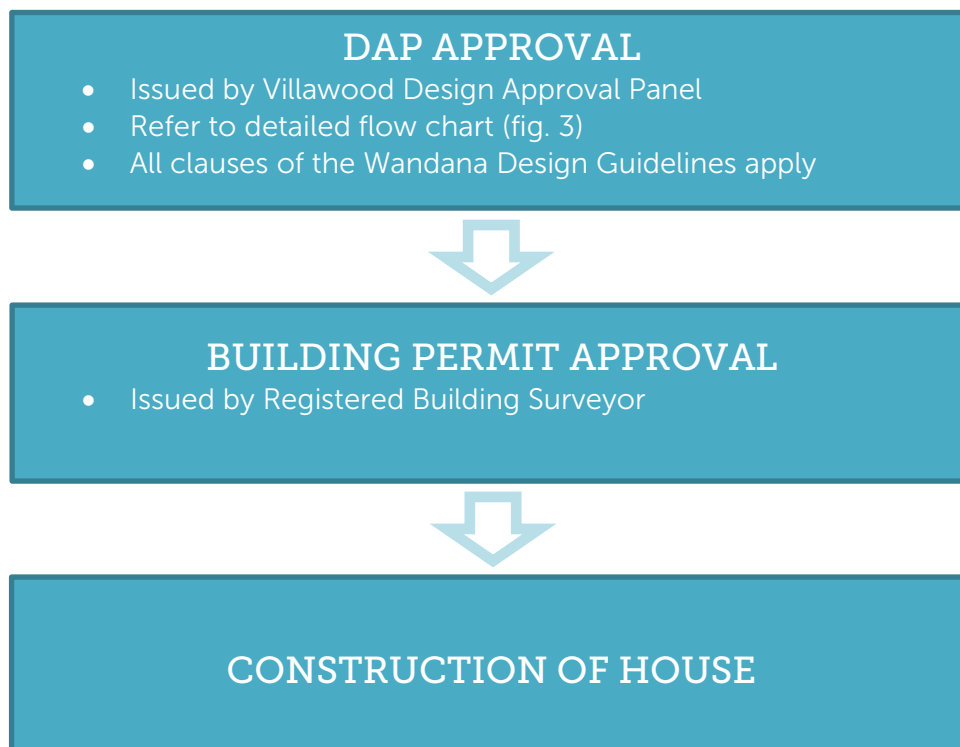 DAP APPROVAL
• Issued by Villawood Design Approval Panel
• Refer to detailed flow chart (fig. 3)
• All clauses of the Wandana Design Guidelines apply
BUILDING PERMIT APPROVAL
• Issued by Registered Building Surveyor
CONSTRUCTION OF HOUSE